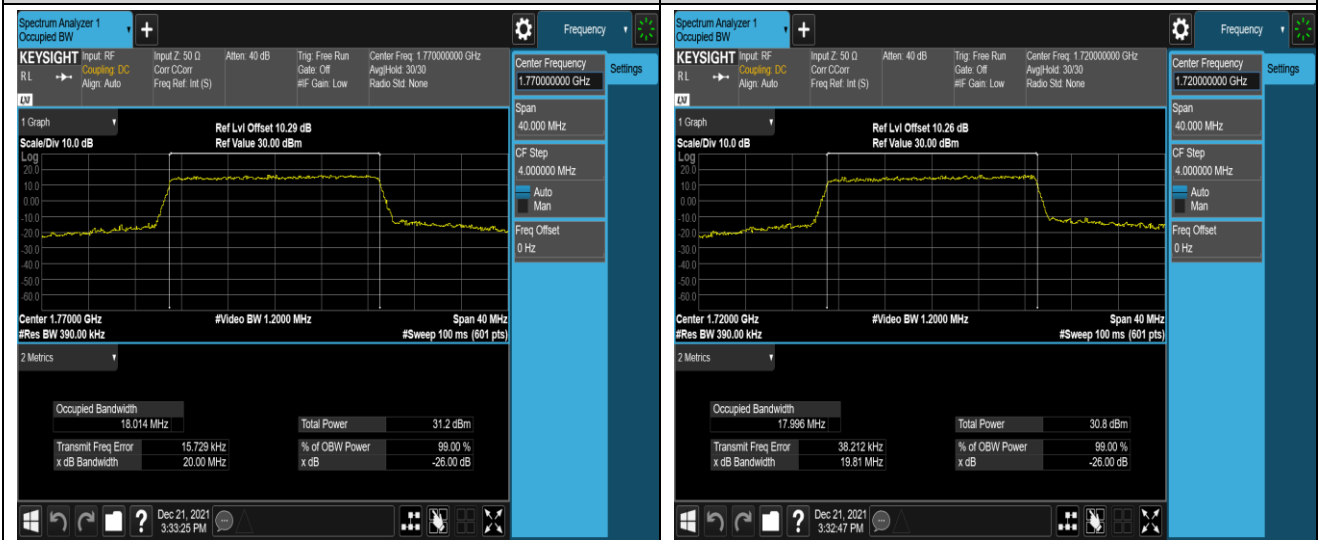 Spectrum Analyzer 1
Occupied BW
+
Frequency
KEYSIGHT Input: RF Input Z: 50 Ω Atten: 40 dB Trig: Free Run Center Freq: 1.770000000 GHz
RL Coupling: DC Corr CCorr Gate: Off Avg|Hold: 30/30
Align: Auto Freq Ref: Int (S) #IF Gain: Low Radio Std: None
LXI
Center Frequency
1.770000000 GHz
Settings
Span
40.000 MHz
CF Step
4.000000 MHz
Auto
Man
Freq Offset
0 Hz
1 Graph
Ref Lvl Offset 10.29 dB
Scale/Div 10.0 dB Ref Value 30.00 dBm
Log
20.0
10.0
0.00
-10.0
-20.0
-30.0
-40.0
-50.0
-60.0
Center 1.77000 GHz #Video BW 1.2000 MHz Span 40 MHz
#Res BW 390.00 kHz #Sweep 100 ms (601 pts)
2 Metrics
Occupied Bandwidth
18.014 MHz Total Power 31.2 dBm
Transmit Freq Error 15.729 kHz % of OBW Power 99.00 %
x dB Bandwidth 20.00 MHz x dB -26.00 dB
? Dec 21, 2021
3:33:25 PM
Spectrum Analyzer 1
Occupied BW
+
Frequency
KEYSIGHT Input: RF Input Z: 50 Ω Atten: 40 dB Trig: Free Run Center Freq: 1.720000000 GHz
RL Coupling: DC Corr CCorr Gate: Off Avg|Hold: 30/30
Align: Auto Freq Ref: Int (S) #IF Gain: Low Radio Std: None
LXI
Center Frequency
1.720000000 GHz
Settings
Span
40.000 MHz
CF Step
4.000000 MHz
Auto
Man
Freq Offset
0 Hz
1 Graph
Ref Lvl Offset 10.26 dB
Scale/Div 10.0 dB Ref Value 30.00 dBm
Log
20.0
10.0
0.00
-10.0
-20.0
-30.0
-40.0
-50.0
-60.0
Center 1.72000 GHz #Video BW 1.2000 MHz Span 40 MHz
#Res BW 390.00 kHz #Sweep 100 ms (601 pts)
2 Metrics
Occupied Bandwidth
17.996 MHz Total Power 30.8 dBm
Transmit Freq Error 38.212 kHz % of OBW Power 99.00 %
x dB Bandwidth 19.81 MHz x dB -26.00 dB
? Dec 21, 2021
3:32:47 PM